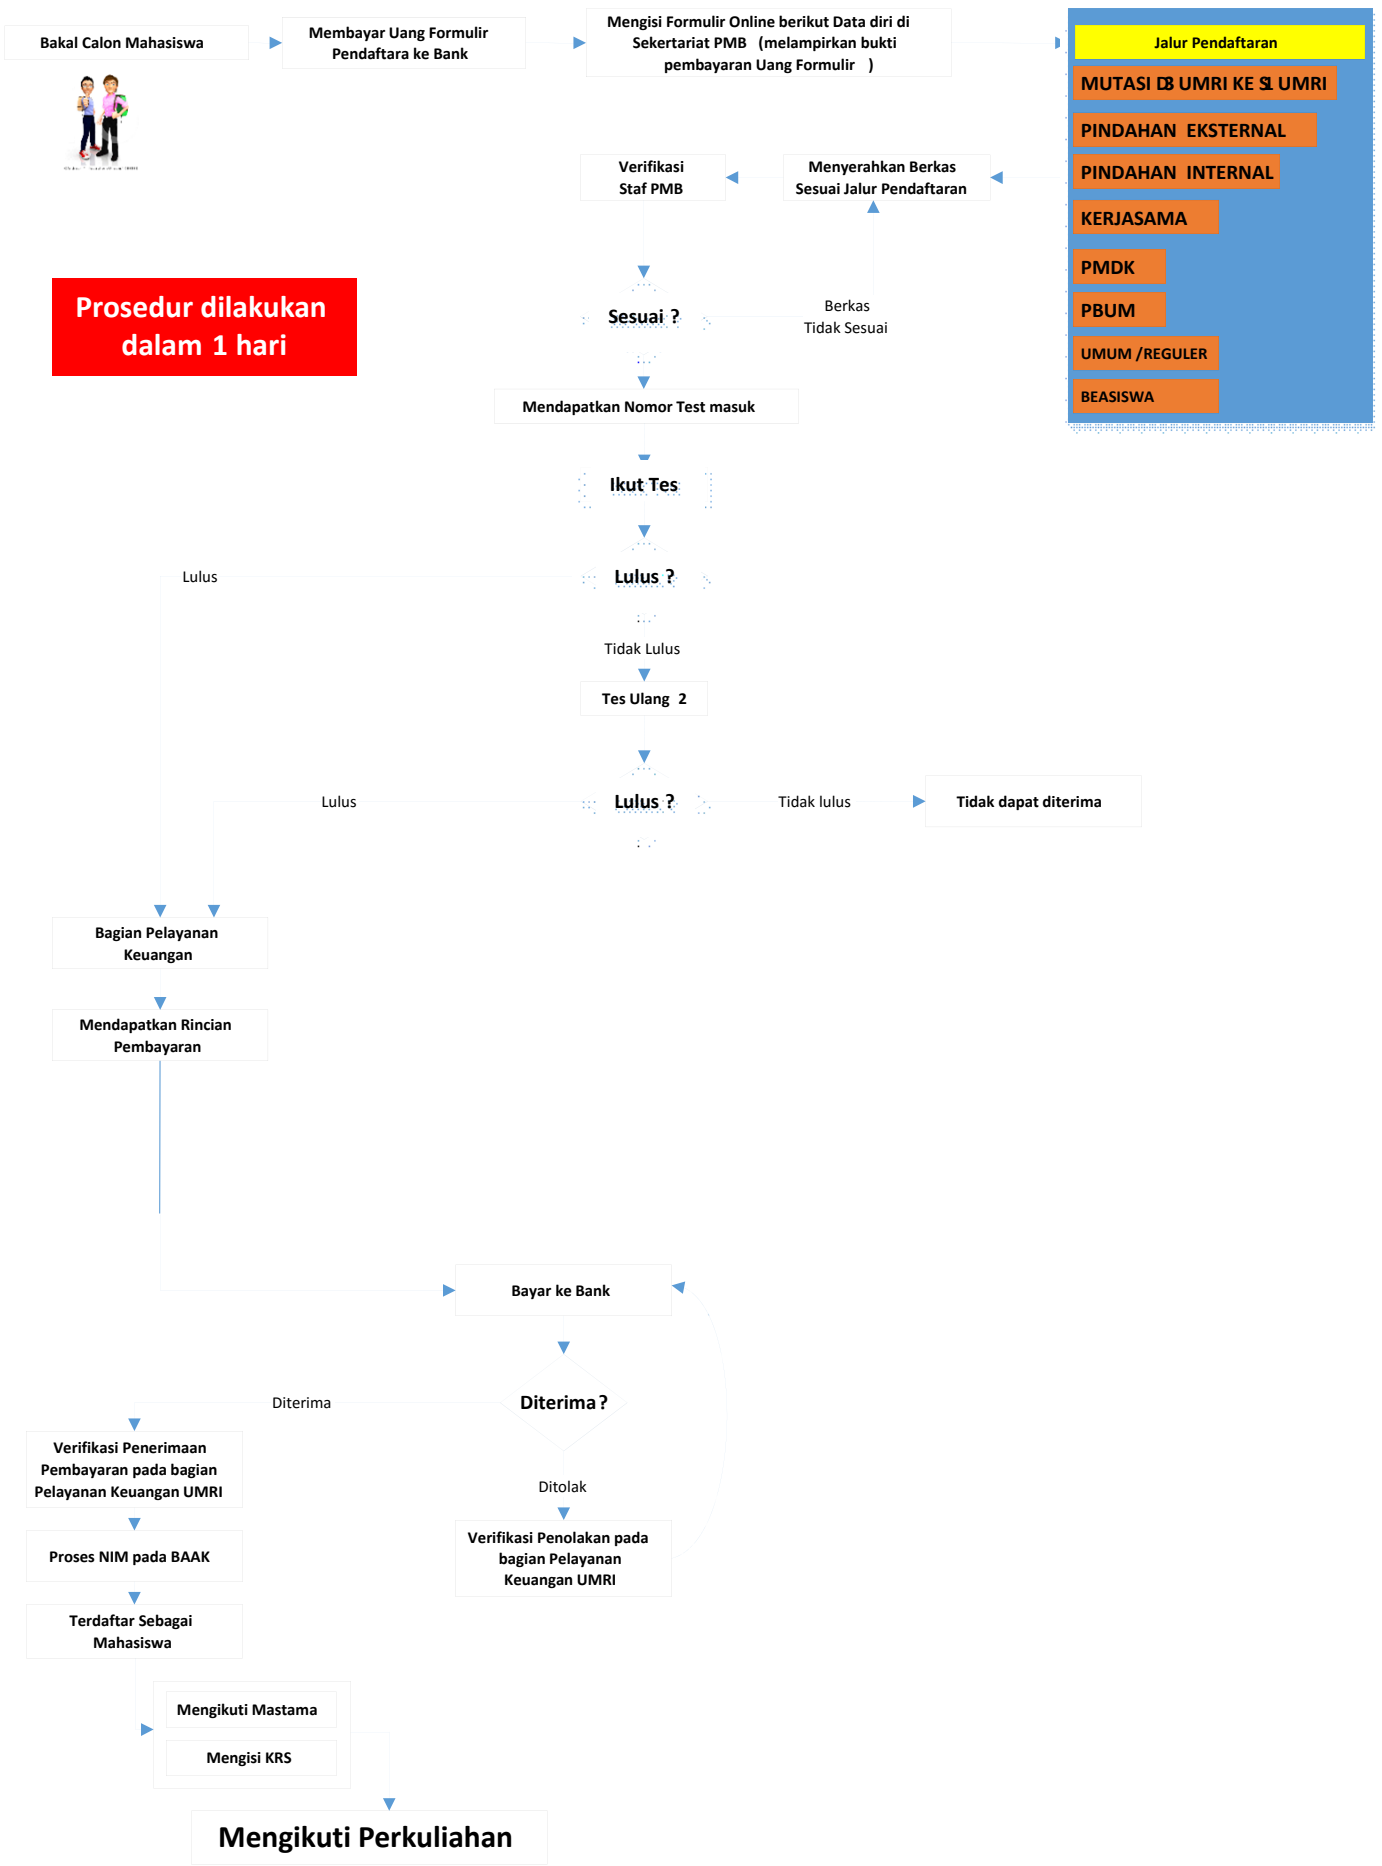 Bakal Calon Mahasiswa
Membayar Uang Formulir
Pendaftara ke Bank
Mengisi Formulir Online berikut Data diri di
Sekertariat PMB (melampirkan bukti
pembayaran Uang Formulir )
Jalur Pendaftaran
MUTASI D3 UMRI KE S1 UMRI
PINDAHAN EKSTERNAL
PINDAHAN INTERNAL
KERJASAMA
PMDK
PBUM
UMUM /REGULER
BEASISWA
Menyerahkan Berkas
Sesuai Jalur Pendaftaran
Verifikasi
Staf PMB
Prosedur dilakukan
dalam 1 hari
Sesuai ?
Berkas
Tidak Sesuai
Mendapatkan Nomor Test masuk
Ikut Tes
Lulus ?
Lulus
Tidak Lulus
Tes Ulang 2
Lulus ?
Lulus
Tidak lulus
Tidak dapat diterima
Bagian Pelayanan
Keuangan
Mendapatkan Rincian
Pembayaran
Bayar ke Bank
Diterima ?
Diterima
Ditolak
Verifikasi Penerimaan
Pembayaran pada bagian
Pelayanan Keuangan UMRI
Verifikasi Penolakan pada
bagian Pelayanan
Keuangan UMRI
Proses NIM pada BAAK
Terdaftar Sebagai
Mahasiswa
Mengikuti Mastama
Mengisi KRS
Mengikuti Perkuliahan